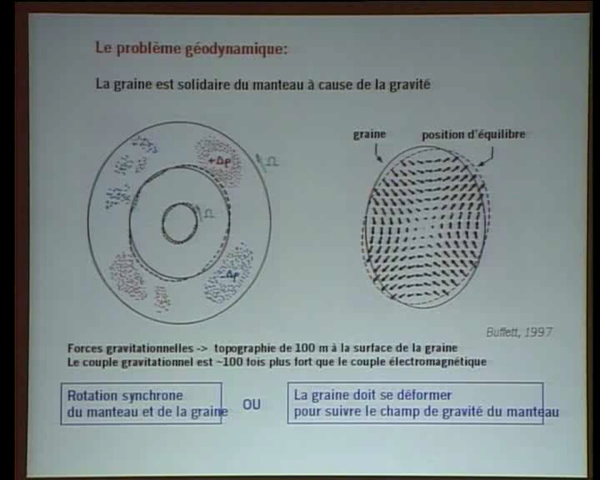 Le problème géodynamique:
La graine est solidaire du manteau à cause de la gravité
graine
position d'équilibre
+Δρ
Ω
Ω
-Δρ
Buffett, 1997
Forces gravitationnelles -> topographie de 100 m à la surface de la graine
Le couple gravitationnel est ~100 fois plus fort que le couple électromagnétique
Rotation synchrone
du manteau et de la graine
OU
La graine doit se déformer
pour suivre le champ de gravité du manteau